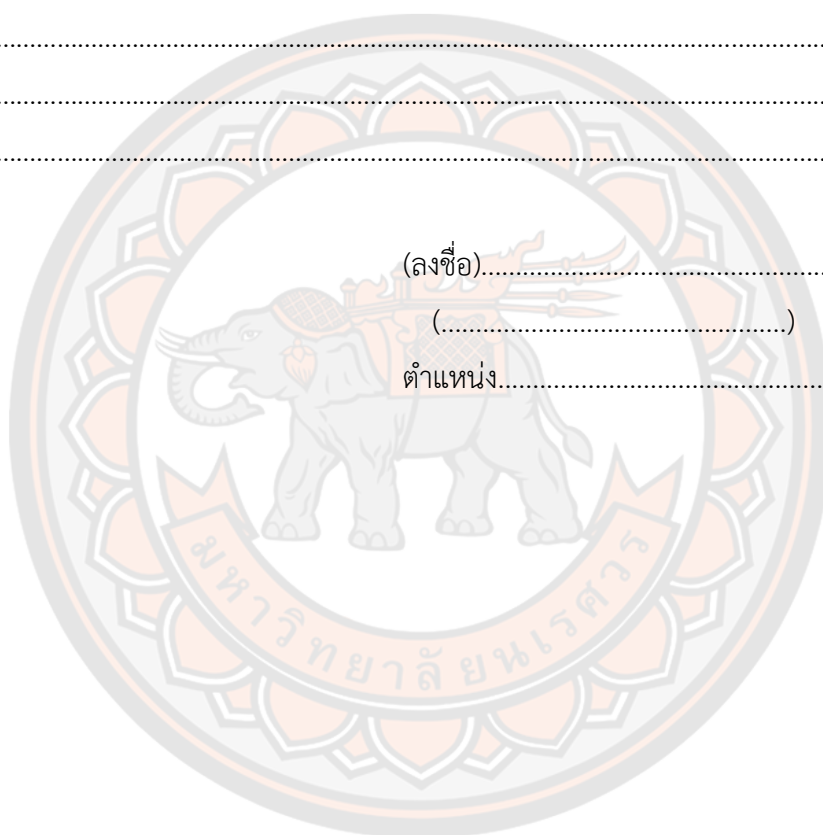 ................................................................................................................................
................................................................................................................................
................................................................................................................................
(ลงชื่อ)..................................................
(..........................................)
ตำแหน่ง..................................................
มหาวิทยาลัยนเรศวร